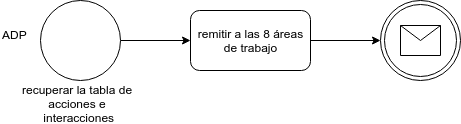 ADP
remitir a las 8 áreas
de trabajo
recuperar la tabla de
acciones e
interacciones